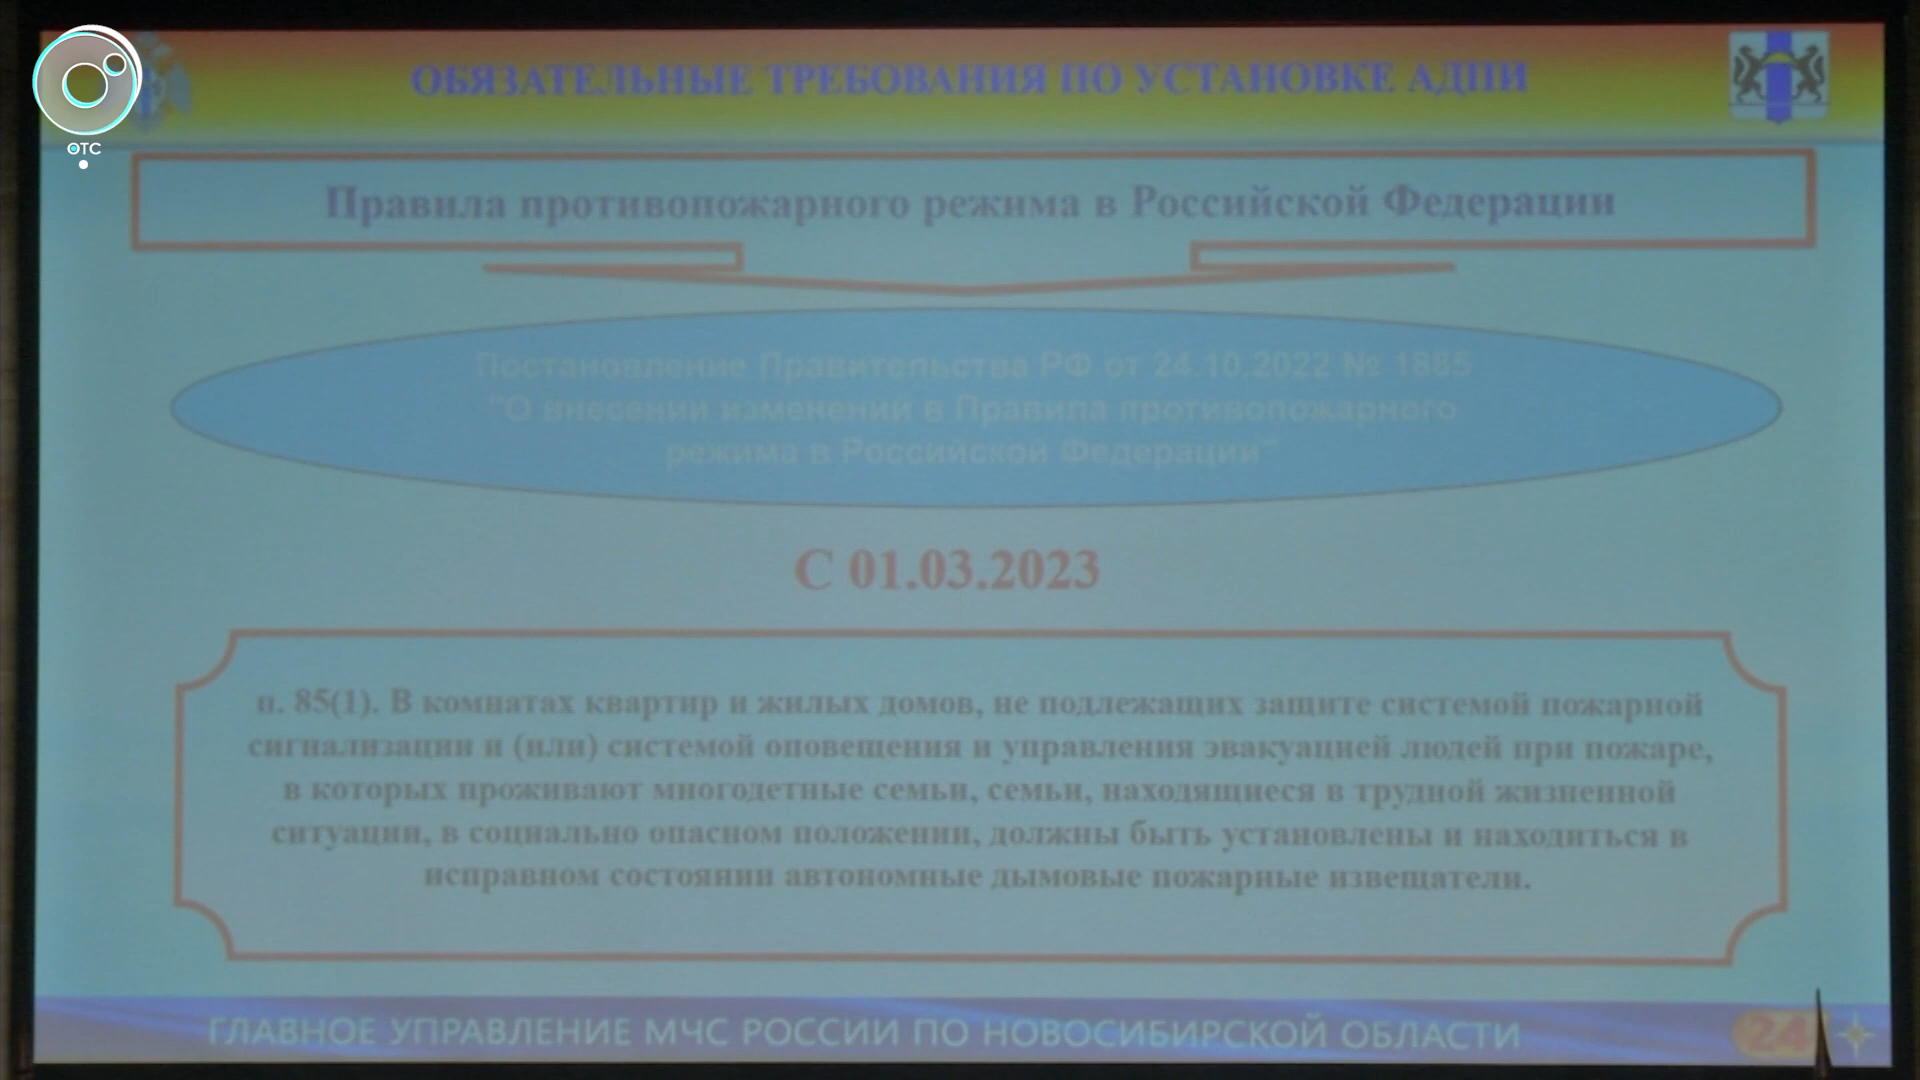 ОТС
ОБЯЗАТЕЛЬНЫЕ ТРЕБОВАНИЯ ПО УСТАНОВКЕ АДПИ
Правила противопожарного режима в Российской Федерации
Постановление Правительства РФ от 24.10.2022 № 1885
"О внесении изменений в Правила противопожарного
режима в Российской Федерации"
С 01.03.2023
п. 85(1). В комнатах квартир и жилых домов, не подлежащих защите системой пожарной
сигнализации и (или) системой оповещения и управления эвакуацией людей при пожаре,
в которых проживают многодетные семьи, семьи, находящиеся в трудной жизненной
ситуации, в социально опасном положении, должны быть установлены и находиться в
исправном состоянии автономные дымовые пожарные извещатели.
ГЛАВНОЕ УПРАВЛЕНИЕ МЧС РОССИИ ПО НОВОСИБИРСКОЙ ОБЛАСТИ
24